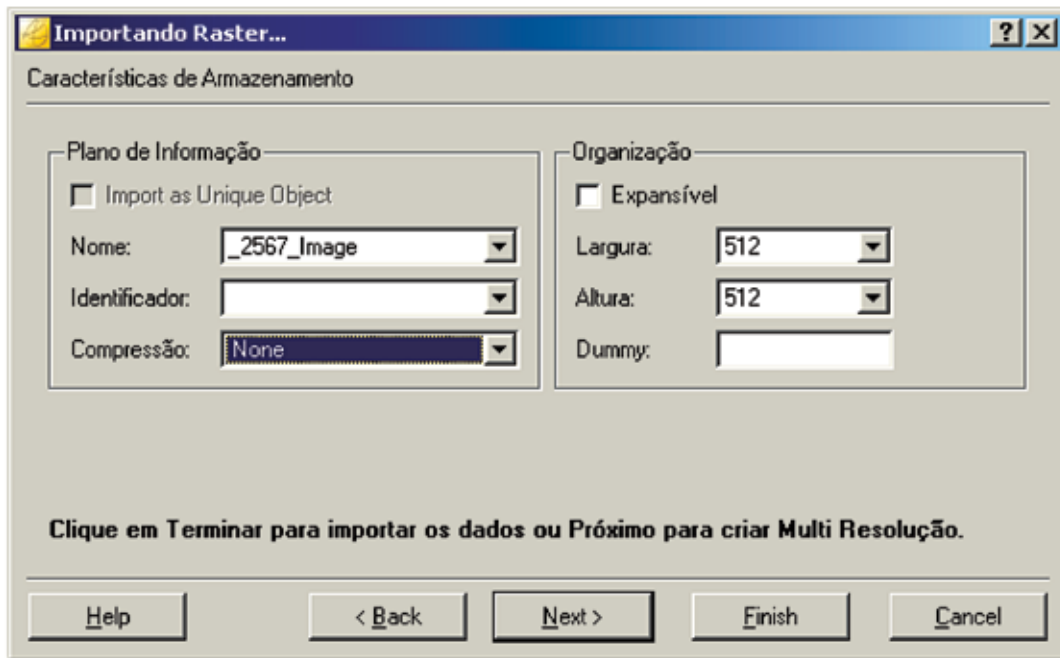 Importando Raster...
Características de Armazenamento
Plano de Informação
Import as Unique Object
Nome: _2567_Image
Identificador:
Compressão: None
Organização
Expansível
Largura: 512
Altura: 512
Dummy:
Clique em Terminar para importar os dados ou Próximo para criar Multi Resolução.
Help < Back Next > Finish Cancel